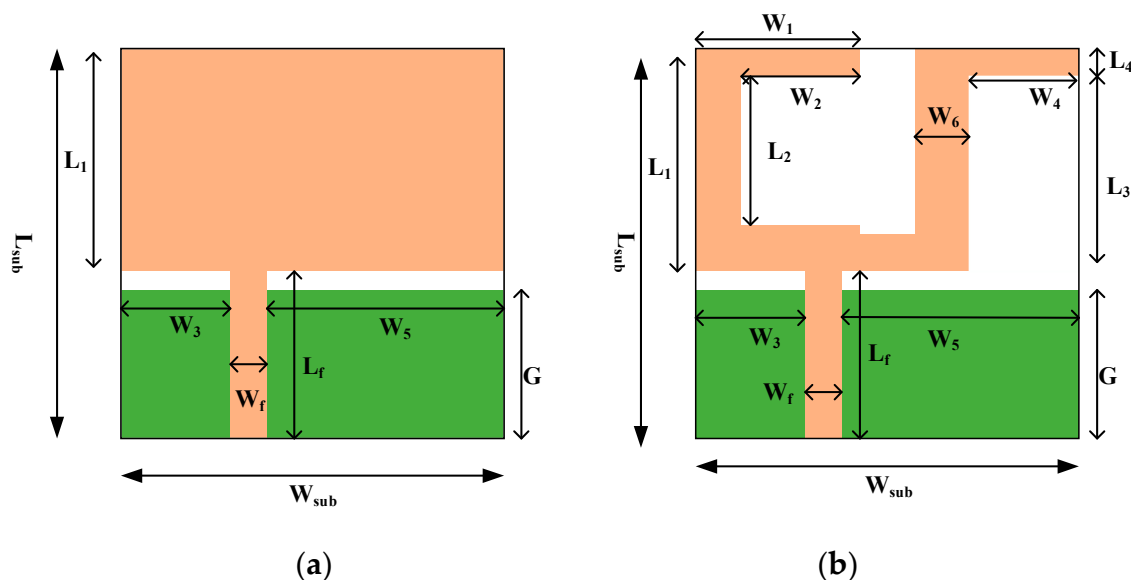 L₁
Lsub
W₃
W₅
Lf
Wf
G
Wsub
(a)
W₁
L₄
W₂
W₄
W₆
L₁
L₂
L₃
Lsub
W₃
W₅
Lf
Wf
G
Wsub
(b)